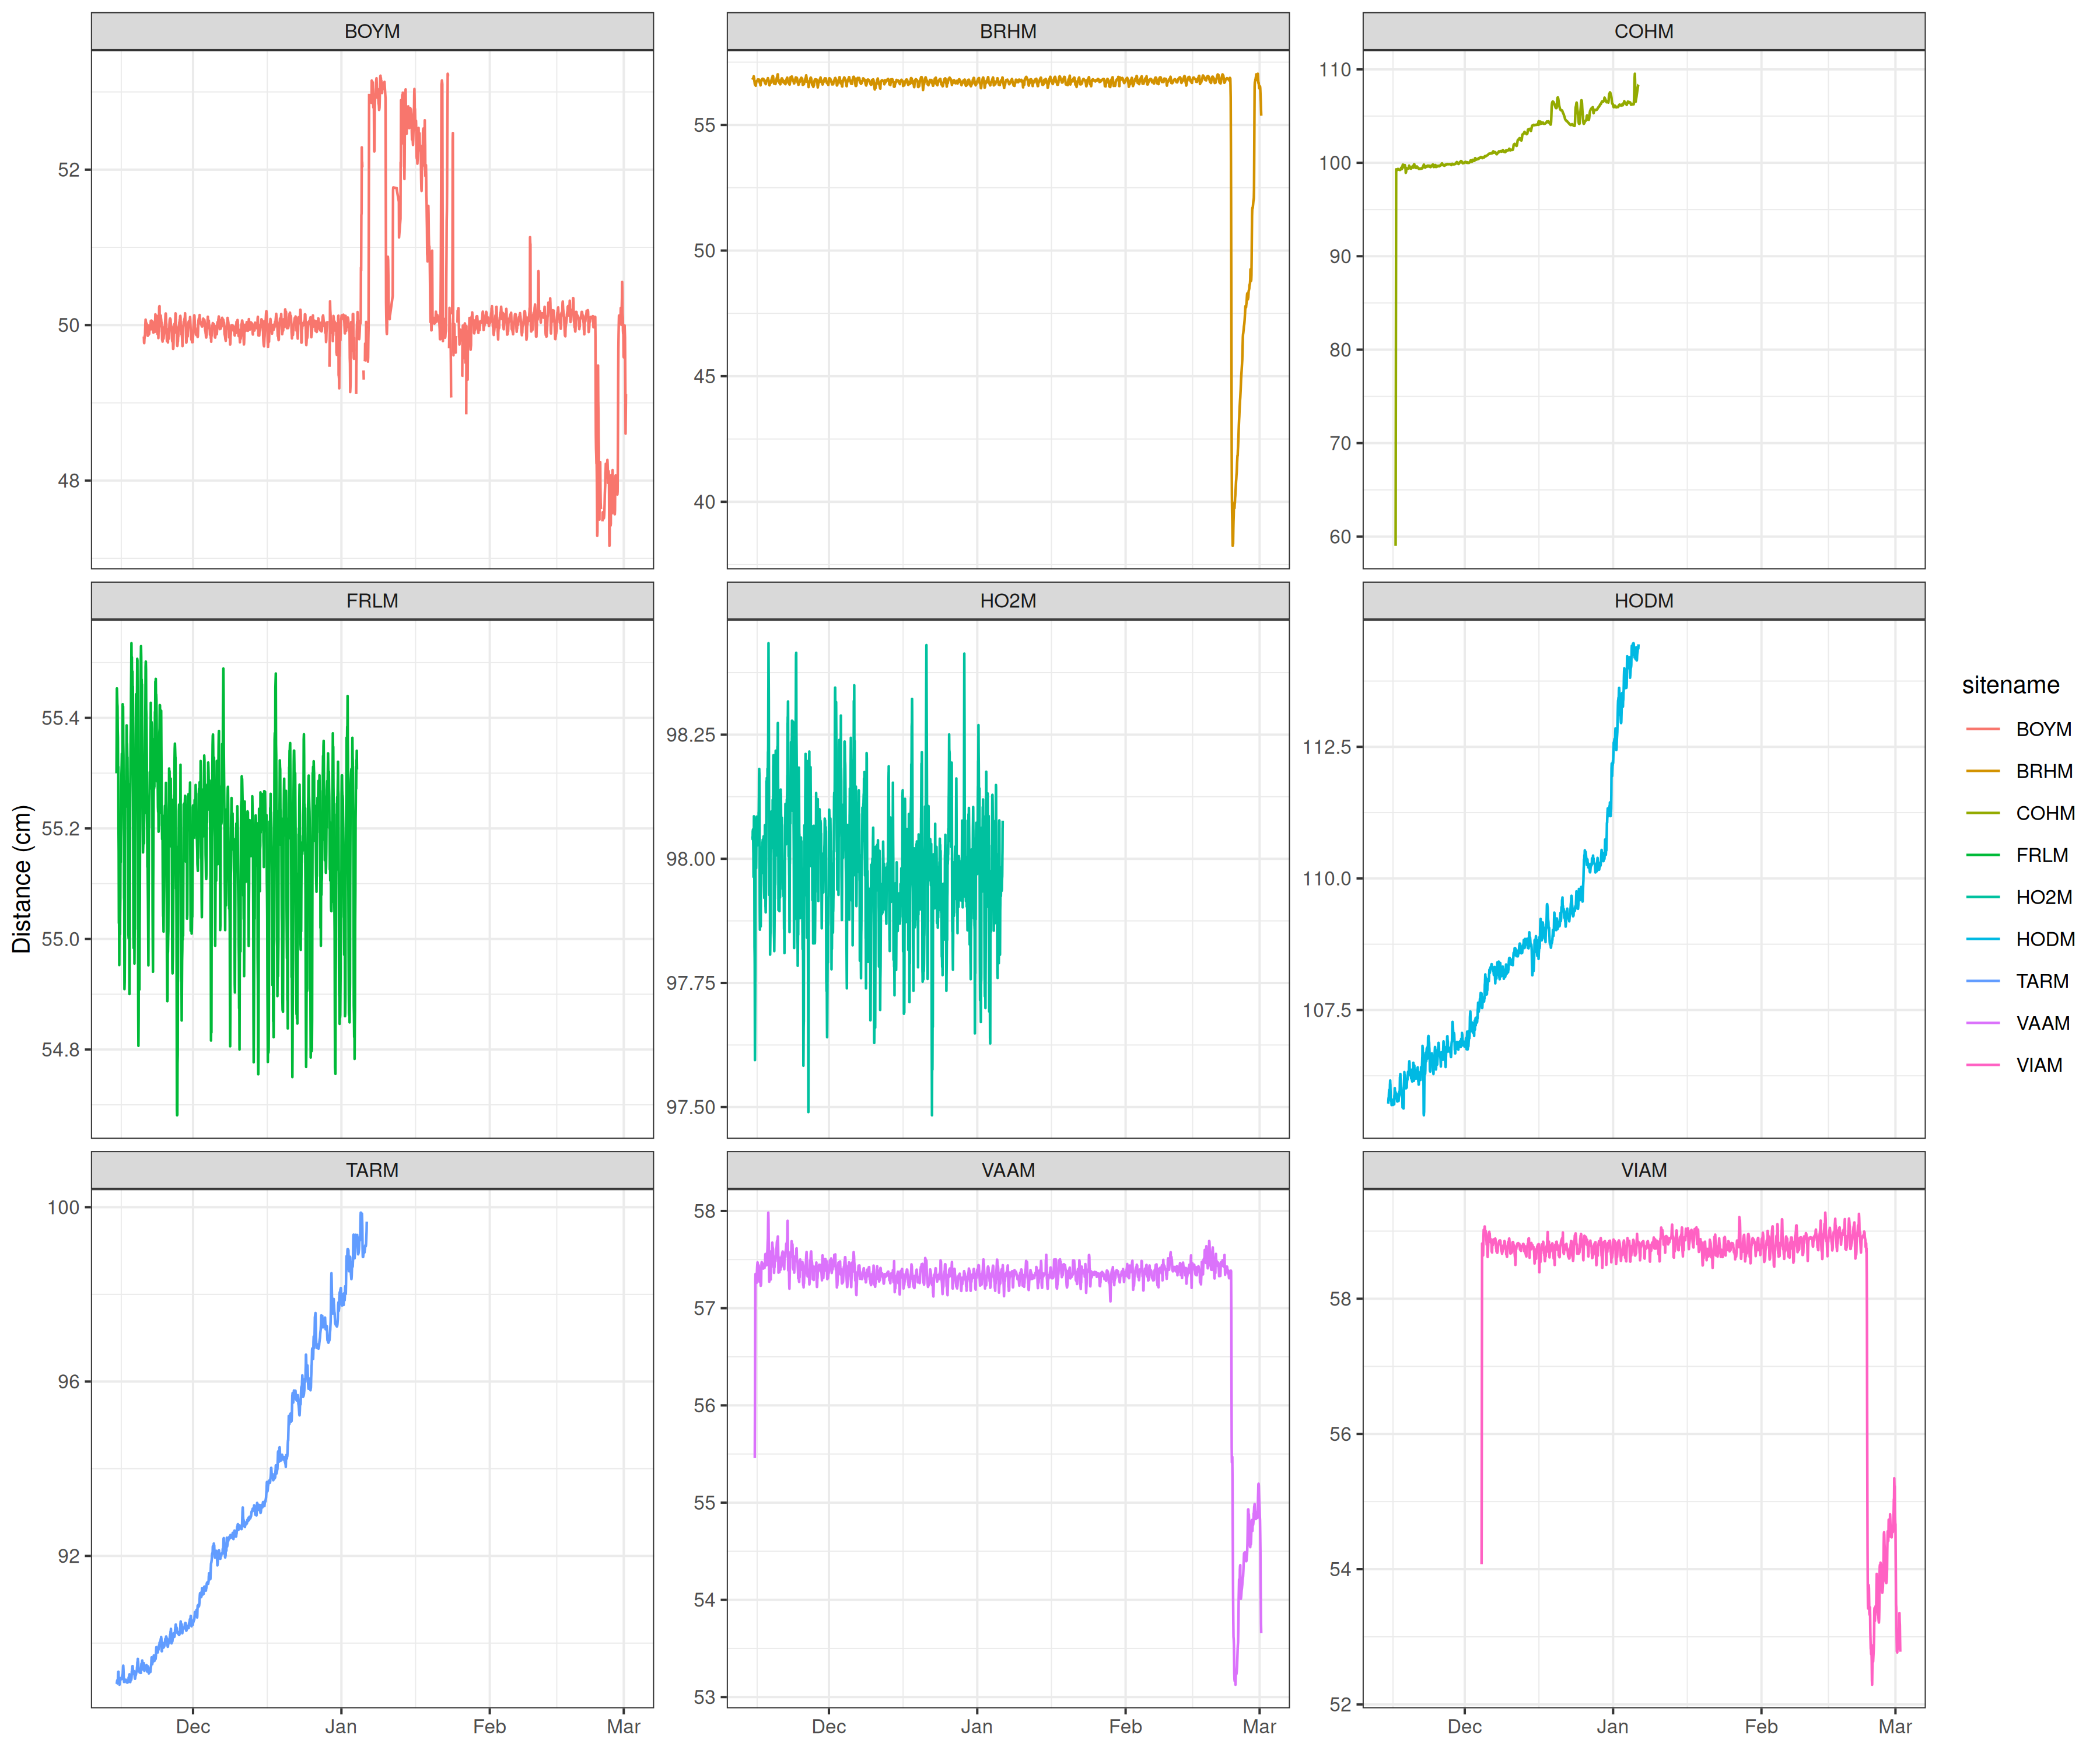 BOYM
BRHM
COHM
52
50
48
55
50
45
40
110
100
90
80
70
60
FRLM
HO2M
HODM
55.4
55.2
55.0
54.8
98.25
98.00
97.75
97.50
112.5
110.0
107.5
TARM
VAAM
VIAM
100
96
92
58
57
56
55
54
53
58
56
54
52
Dec Jan Feb Mar
Dec Jan Feb Mar
Dec Jan Feb Mar
Distance (cm)
sitename
BOYM
BRHM
COHM
FRLM
HO2M
HODM
TARM
VAAM
VIAM